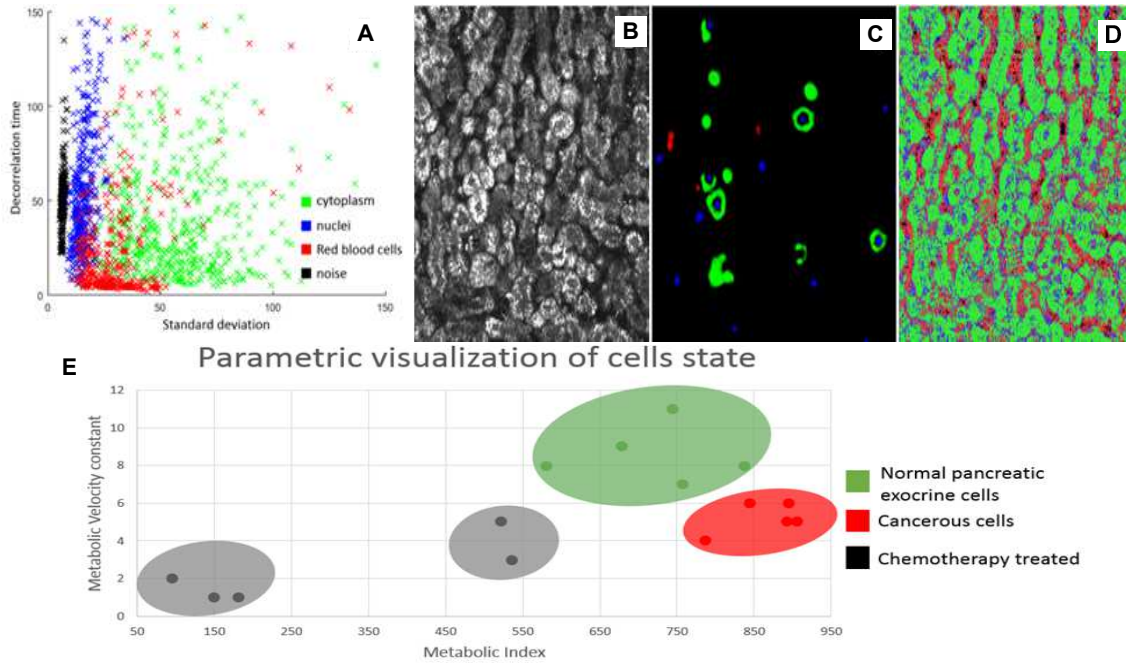 A
B
C
D
150
100
50
0
Decorrelation time
cytoplasm
nuclei
Red blood cells
noise
0
50
100
150
Standard deviation
E
Parametric visualization of cells state
12
10
8
6
4
2
0
Metabolic Velocity constant
50
150
250
350
450
550
650
750
850
950
Metabolic Index
Normal pancreatic
exocrine cells
Cancerous cells
Chemotherapy treated